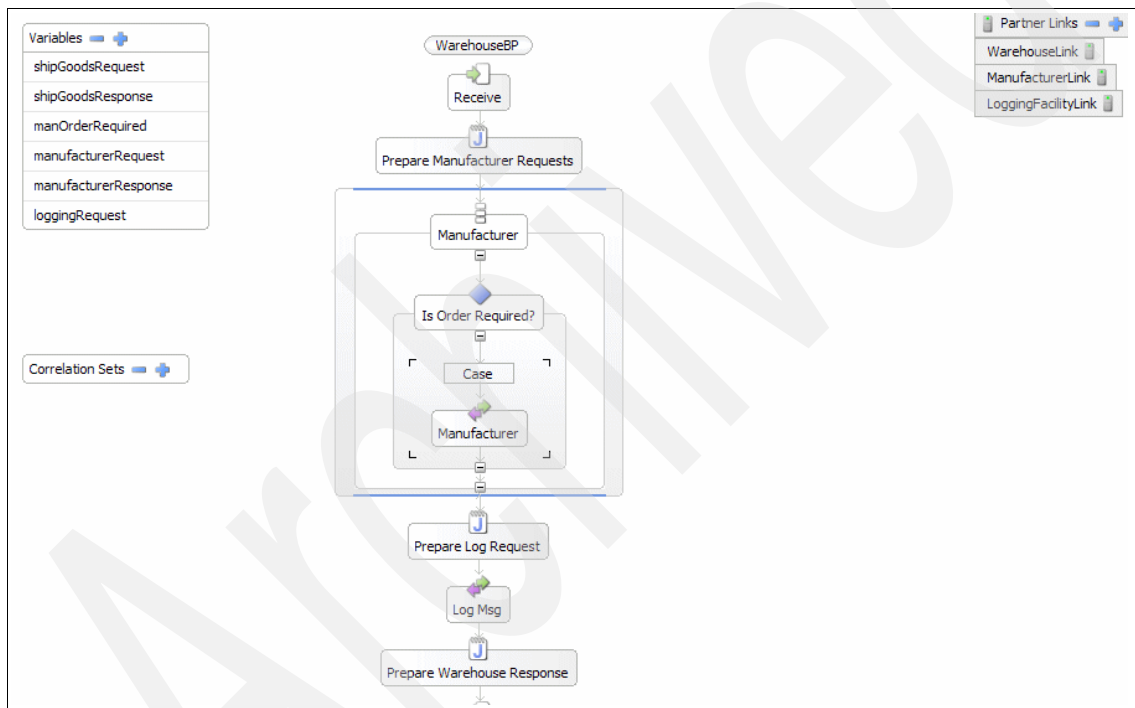 Variables
shipGoodsRequest
shipGoodsResponse
manOrderRequired
manufacturerRequest
manufacturerResponse
loggingRequest
Correlation Sets
WarehouseBP
Receive
Prepare Manufacturer Requests
Manufacturer
Is Order Required?
Case
Manufacturer
Prepare Log Request
Log Msg
Prepare Warehouse Response
Partner Links
WarehouseLink
ManufacturerLink
LoggingFacilityLink
Archived